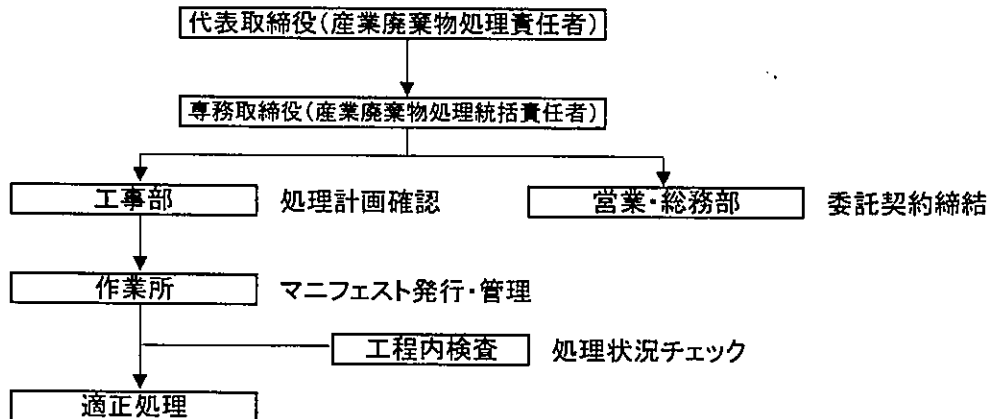 代表取締役(産業廃棄物処理責任者)
専務取締役(産業廃棄物処理統括責任者)
工事部 処理計画確認 営業・総務部 委託契約締結
作業所 マニフェスト発行・管理
工程内検査 処理状況チェック
適正処理